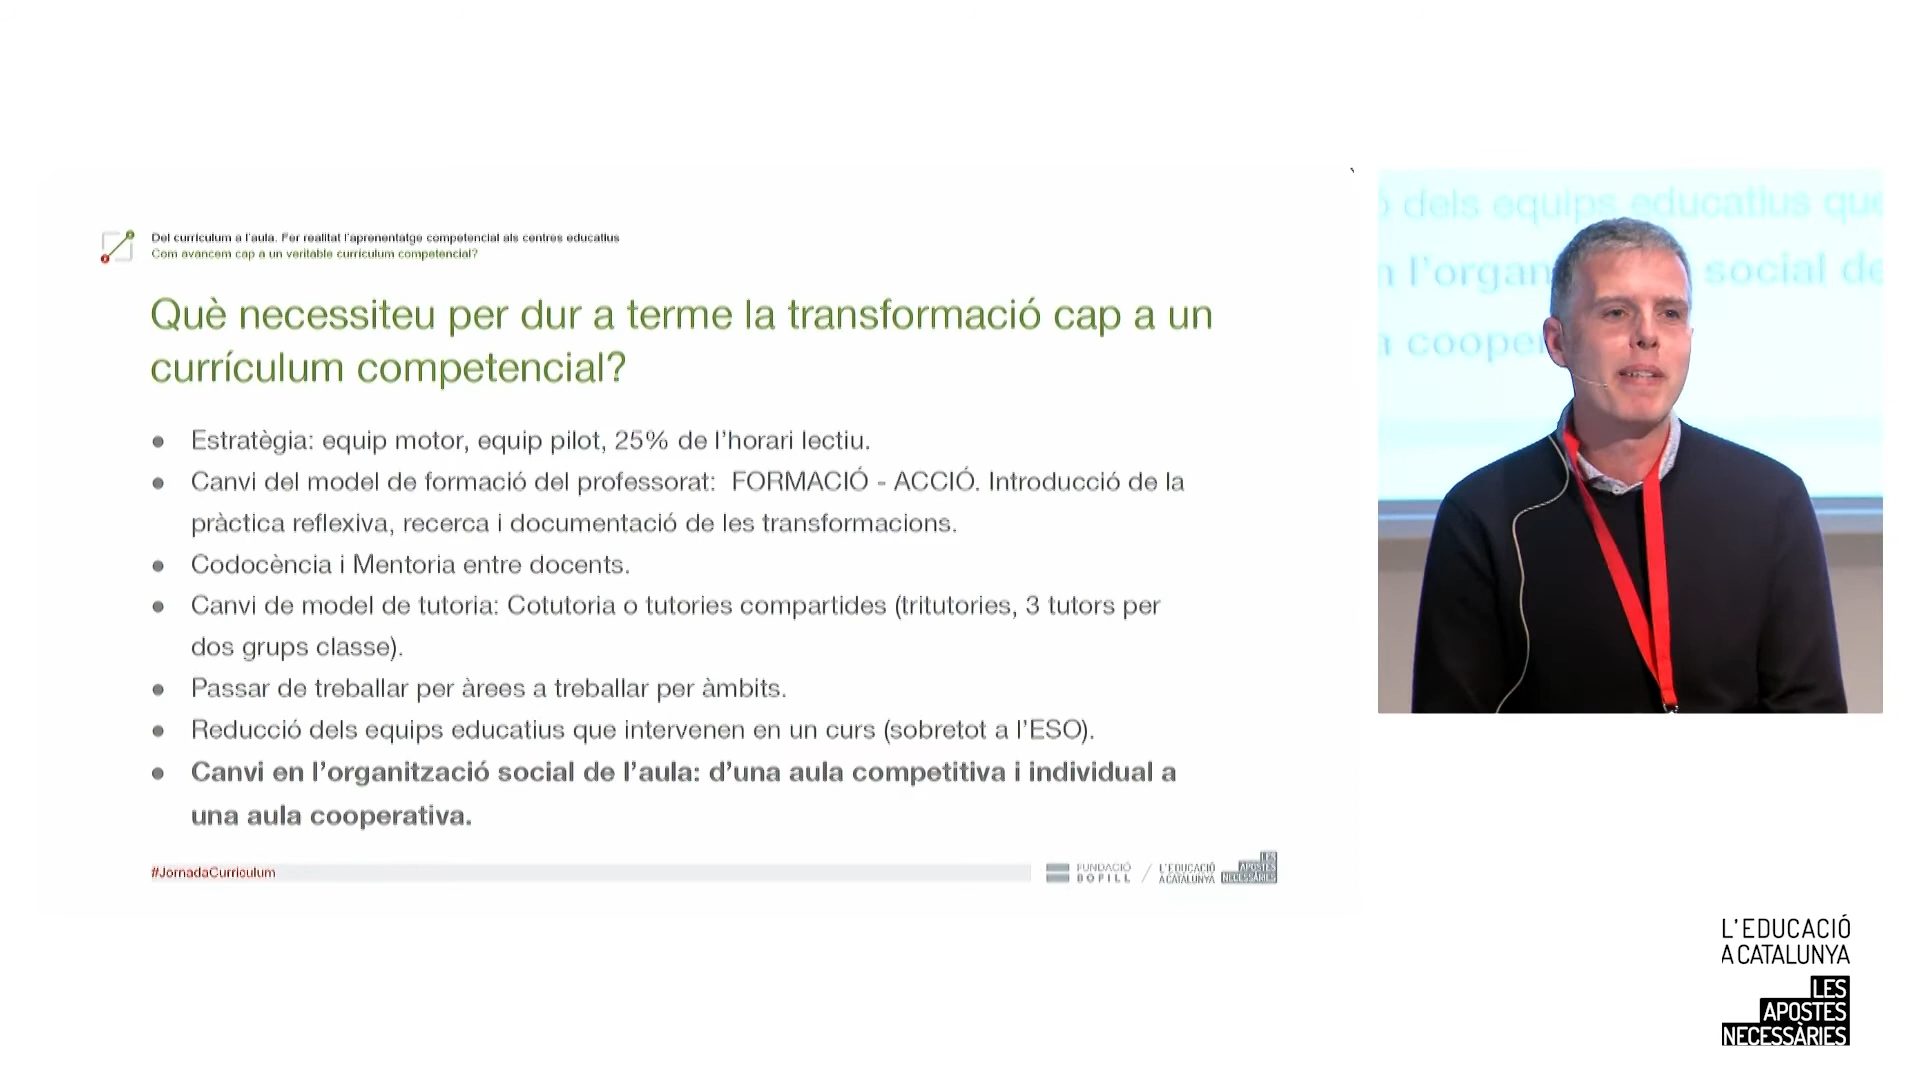 Del currículum a l'aula. Fer realitat l'aprenentatge competencial als centres educatius
Com avancem cap a un veritable currículum competencial?
Què necessiteu per dur a terme la transformació cap a un
currículum competencial?
● Estratègia: equip motor, equip pilot, 25% de l'horari lectiu.
● Canvi del model de formació del professorat: FORMACIÓ - ACCIÓ. Introducció de la
pràctica reflexiva, recerca i documentació de les transformacions.
● Codocència i Mentoria entre docents.
● Canvi de model de tutoria: Cotutoria o tutories compartides (tritutories, 3 tutors per
dos grups classe).
● Passar de treballar per àrees a treballar per àmbits.
● Reducció dels equips educatius que intervenen en un curs (sobretot a l'ESO).
● Canvi en l'organització social de l'aula: d'una aula competitiva i individual a
una aula cooperativa.
#JornadaCurriculum
FUNDACIÓ
BOFILL
/
L'EDUCACIÓ
A CATALUNYA
LES
APOSTES
NECESSÀRIES
ó dels equips educatius que
n l'organ social de
n cooper
L'EDUCACIÓ
A CATALUNYA
LES
APOSTES
NECESSÀRIES